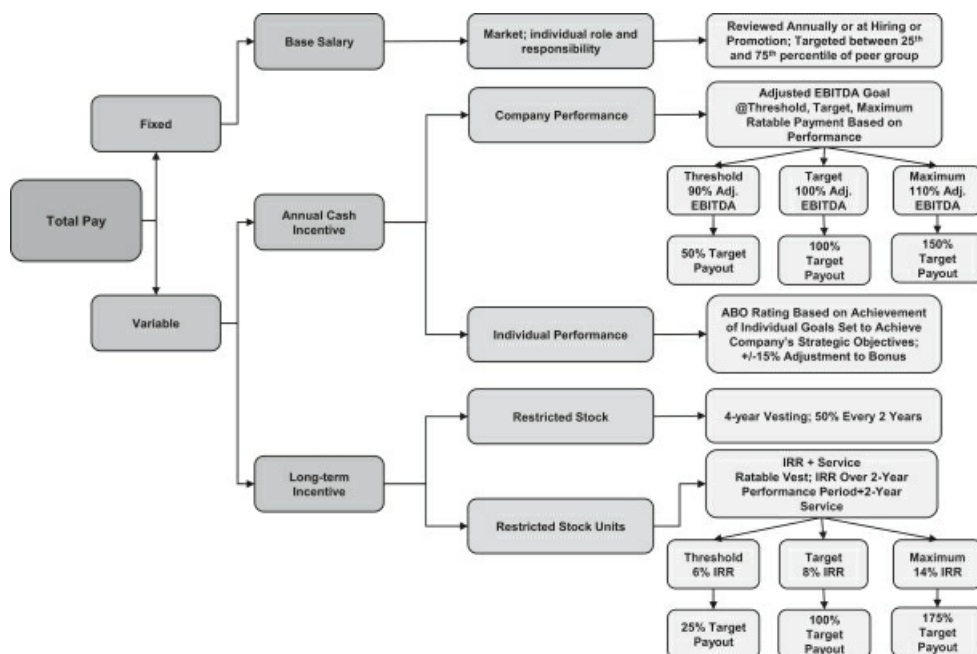 Base Salary
Market; individual role and
responsibility
Reviewed Annually or at Hiring or
Promotion; Targeted between 25th
and 75th percentile of peer group
Fixed
Company Performance
Adjusted EBITDA Goal
@Threshold, Target, Maximum
Ratable Payment Based on
Performance
Threshold
90% Adj.
EBITDA
Target
100% Adj.
EBITDA
Maximum
110% Adj.
EBITDA
Total Pay
Annual Cash
Incentive
50% Target
Payout
100%
Target
Payout
150%
Target
Payout
Variable
Individual Performance
ABO Rating Based on Achievement
of Individual Goals Set to Achieve
Company's Strategic Objectives;
+/-15% Adjustment to Bonus
Restricted Stock
4-year Vesting; 50% Every 2 Years
Long-term
Incentive
Restricted Stock Units
IRR + Service
Ratable Vest; IRR Over 2-Year
Performance Period+2-Year
Service
Threshold
6% IRR
Target
8% IRR
Maximum
14% IRR
25% Target
Payout
100%
Target
Payout
175%
Target
Payout